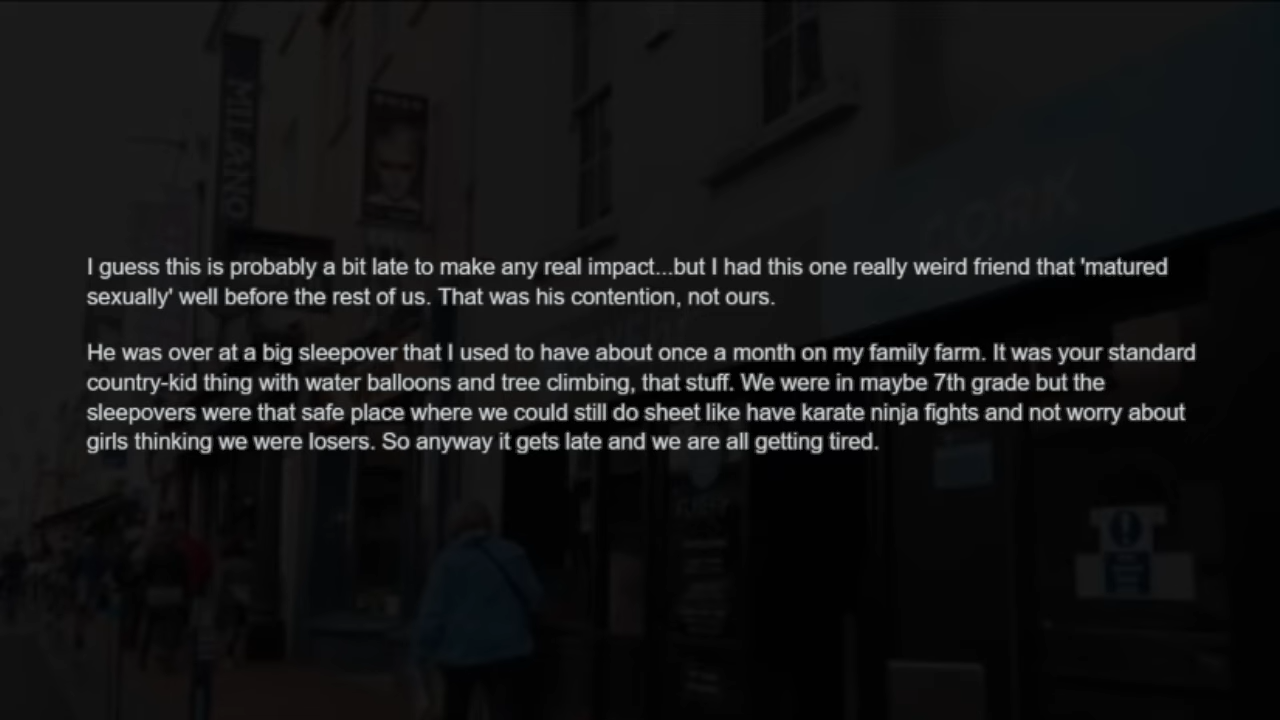 MILANO
CORK
I guess this is probably a bit late to make any real impact...but I had this one really weird friend that 'matured
sexually' well before the rest of us. That was his contention, not ours.
He was over at a big sleepover that I used to have about once a month on my family farm. It was your standard
country-kid thing with water balloons and tree climbing, that stuff. We were in maybe 7th grade but the
sleepovers were that safe place where we could still do sheet like have karate ninja fights and not worry about
girls thinking we were losers. So anyway it gets late and we are all getting tired.